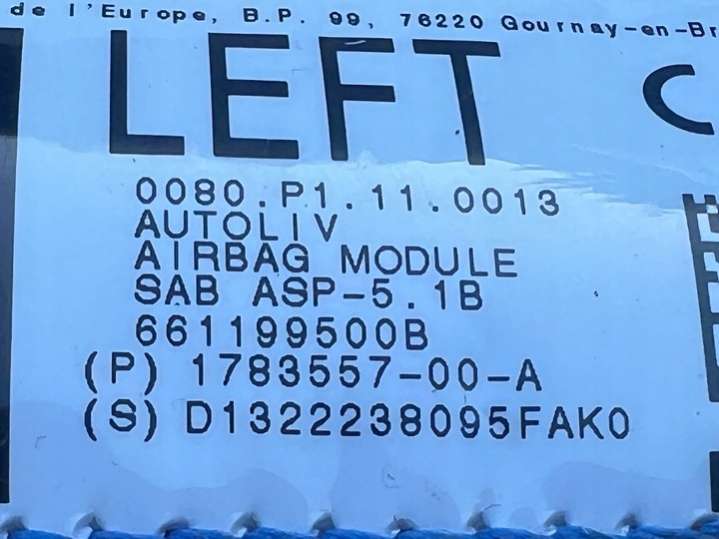 de l'Europe, B.P. 99, 76220 Gournay-en-Br
LEFT C
0080.P1.11.0013
AUTOLIV
AIRBAG MODULE
SAB ASP-5.1B
661199500B
(P) 1783557-00-A
(S) D1322238095FAK0